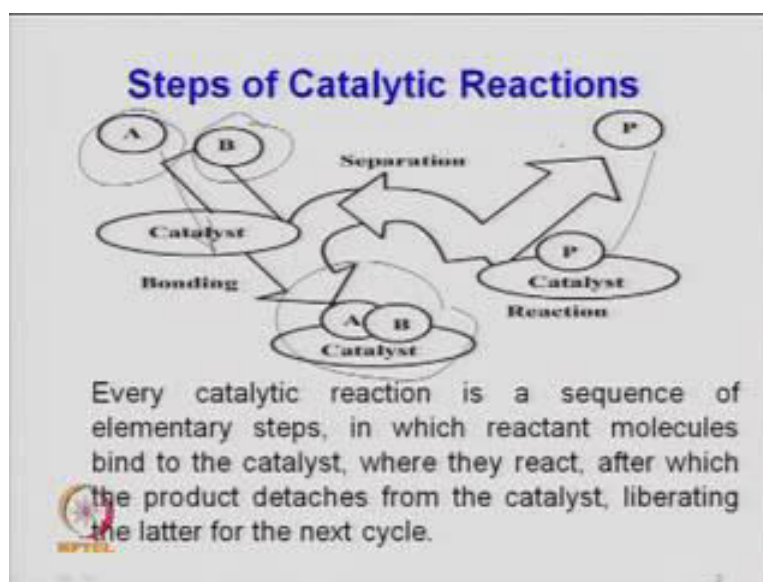 Steps of Catalytic Reactions
A
B
P
Separation
Catalyst
P
Bonding
Catalyst
Reaction
A
B
Catalyst
Every catalytic reaction is a sequence of
elementary steps, in which reactant molecules
bind to the catalyst, where they react, after which
the product detaches from the catalyst, liberating
the latter for the next cycle.
NPTEL